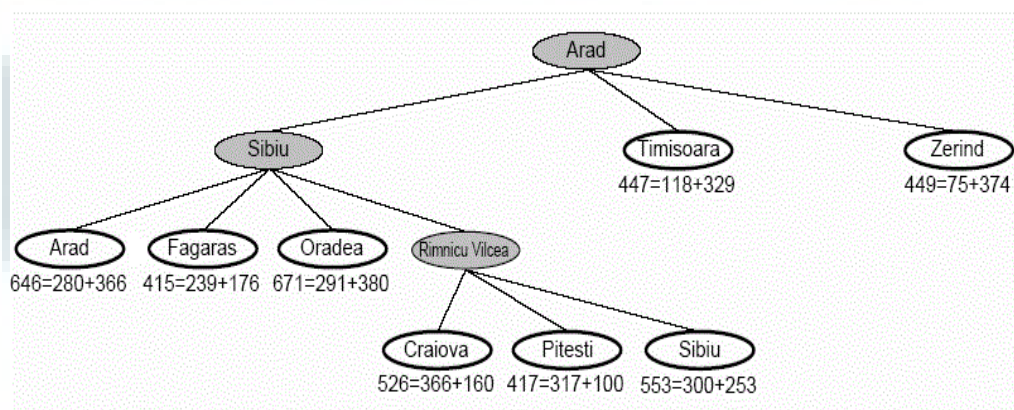 Arad
Sibiu
Timisoara
Zerind
447=118+329
449=75+374
Arad
Fagaras
Oradea
Rimnicu Vilcea
646=280+366
415=239+176
671=291+380
Craiova
Pitesti
Sibiu
526=366+160
417=317+100
553=300+253